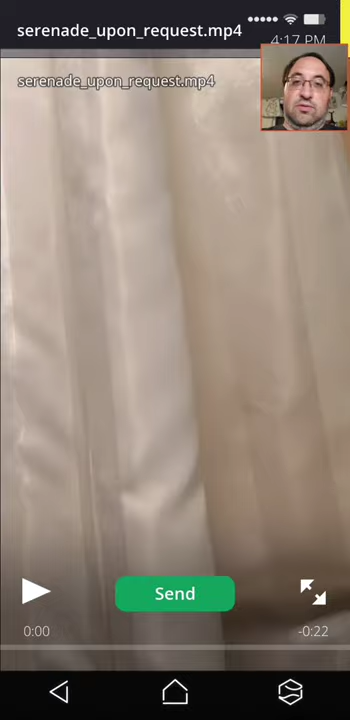 serenade_upon_request.mp4
4:17 PM
serenade_upon_request.mp4
Send
0:00
-0:22